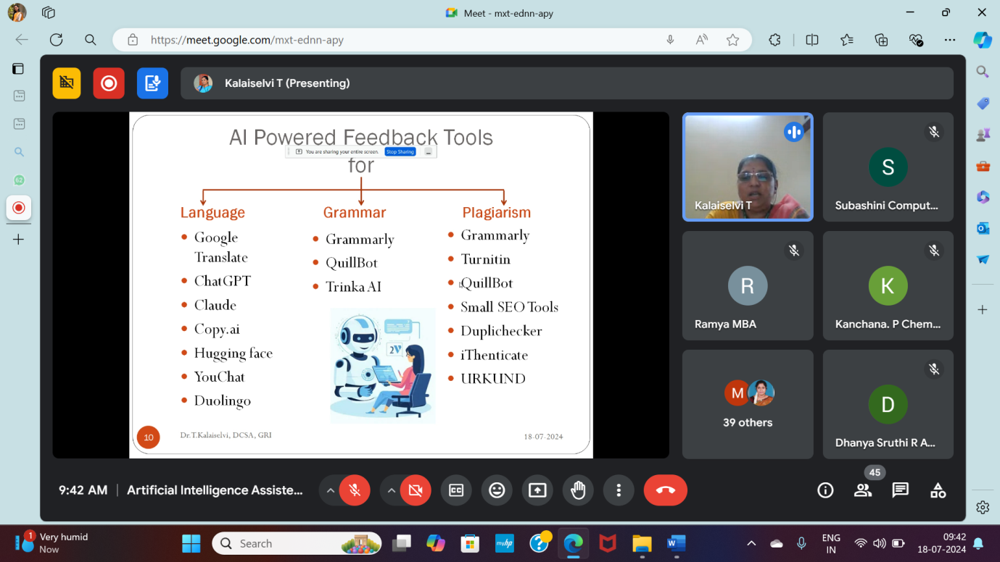 Meet - mxt-ednn-apy
https://meet.google.com/mxt-ednn-apy
Kalaiselvi T (Presenting)
AI Powered Feedback Tools
You are sharing your entire screen. Stop Sharing
for
Language
Google
Translate
ChatGPT
Claude
Copy.ai
Hugging face
YouChat
Duolingo
Grammar
Grammarly
QuillBot
Trinka AI
Plagiarism
Grammarly
Turnitin
QuillBot
Small SEO Tools
Duplichecker
iThenticate
URKUND
10
Dr.T.Kalaiselvi, DCSA, GRI
18-07-2024
Kalaiselvi T
S
Subashini Comput...
R
Ramya MBA
K
Kanchana. P Chem...
M
39 others
D
Dhanya Sruthi R A...
9:42 AM | Artificial Intelligence Assiste...
CC
45
1
Very humid
Now
Search
myhp
ENG
IN
09:42
18-07-2024